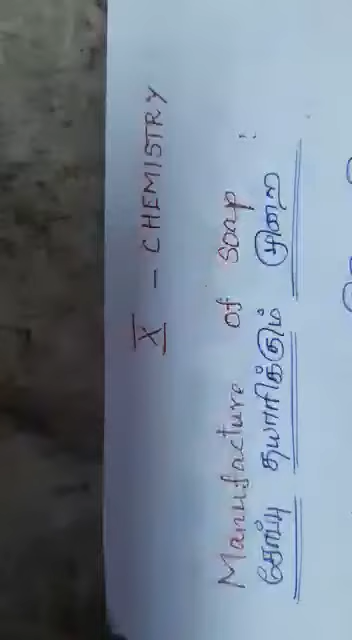 X - CHEMISTRY
Manufacture of soap :
சோப்பு தயாரிக்கும் முறை